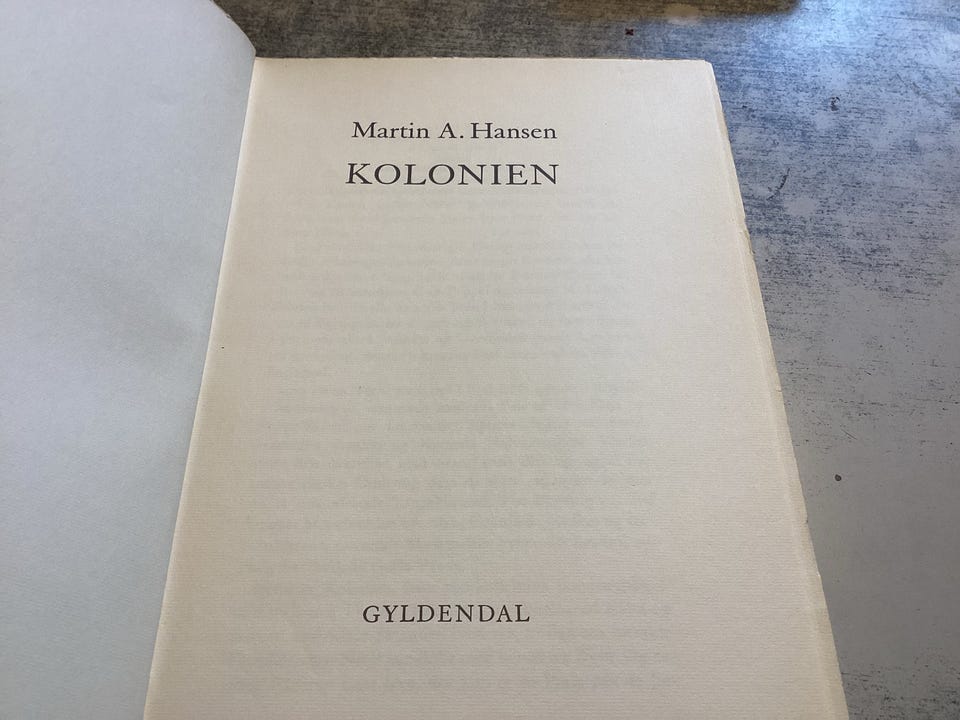 Martin A. Hansen
KOLONIEN
GYLDENDAL